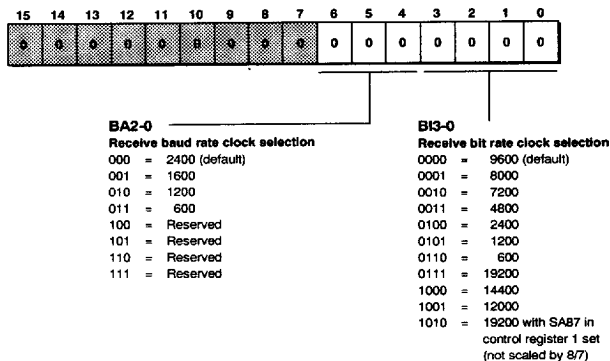 15 14 13 12 11 10 9 8 7 6 5 4 3 2 1 0
0 0 0 0 0 0 0 0 0 0 0 0 0 0 0 0
BA2-0
Receive baud rate clock selection
000 = 2400 (default)
001 = 1600
010 = 1200
011 = 600
100 = Reserved
101 = Reserved
110 = Reserved
111 = Reserved
BI3-0
Receive bit rate clock selection
0000 = 9600 (default)
0001 = 8000
0010 = 7200
0011 = 4800
0100 = 2400
0101 = 1200
0110 = 600
0111 = 19200
1000 = 14400
1001 = 12000
1010 = 19200 with SA87 in
control register 1 set
(not scaled by 8/7)